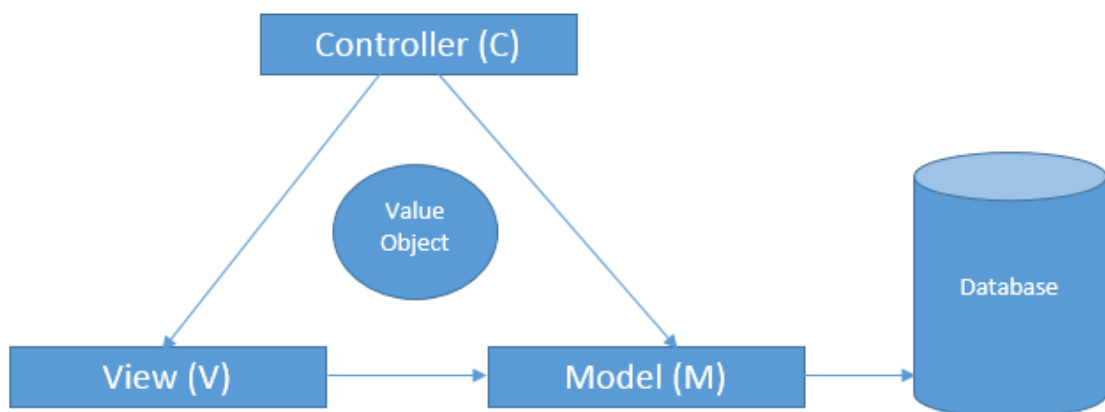 Controller (C)
Value
Object
Database
View (V)
Model (M)